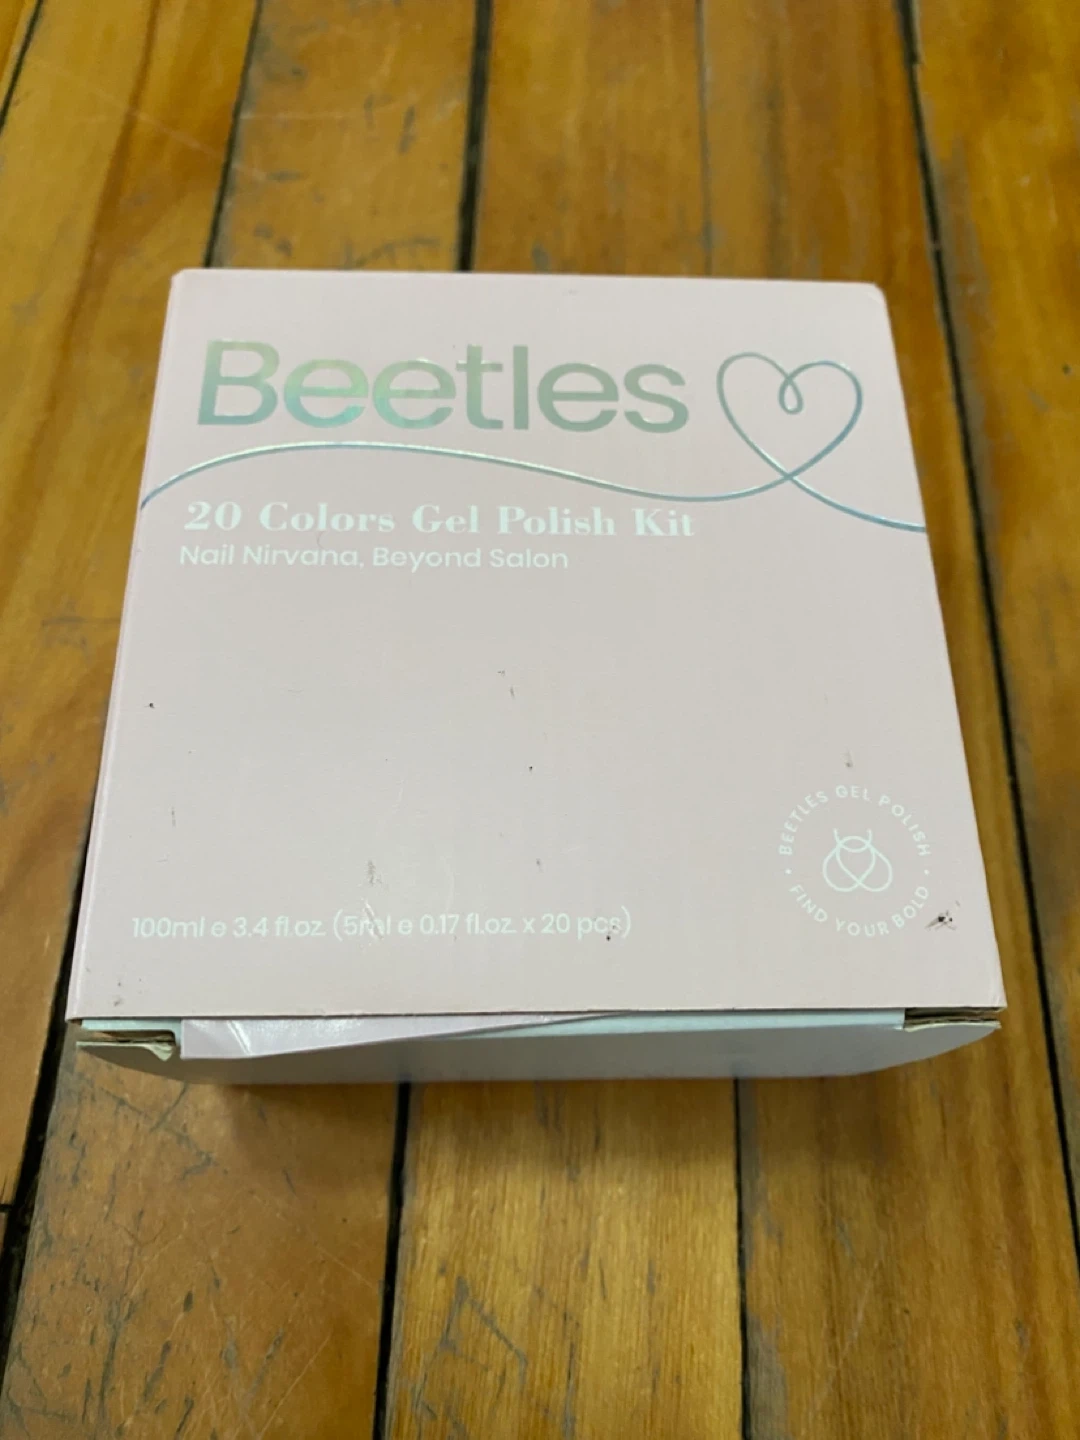 Beetles
20 Colors Gel Polish Kit
Nail Nirvana, Beyond Salon
BEETLES GEL POLISH
FIND YOUR BOLD
100ml e 3.4 fl.oz. (5ml e 0.17 fl.oz. x 20 pcs)